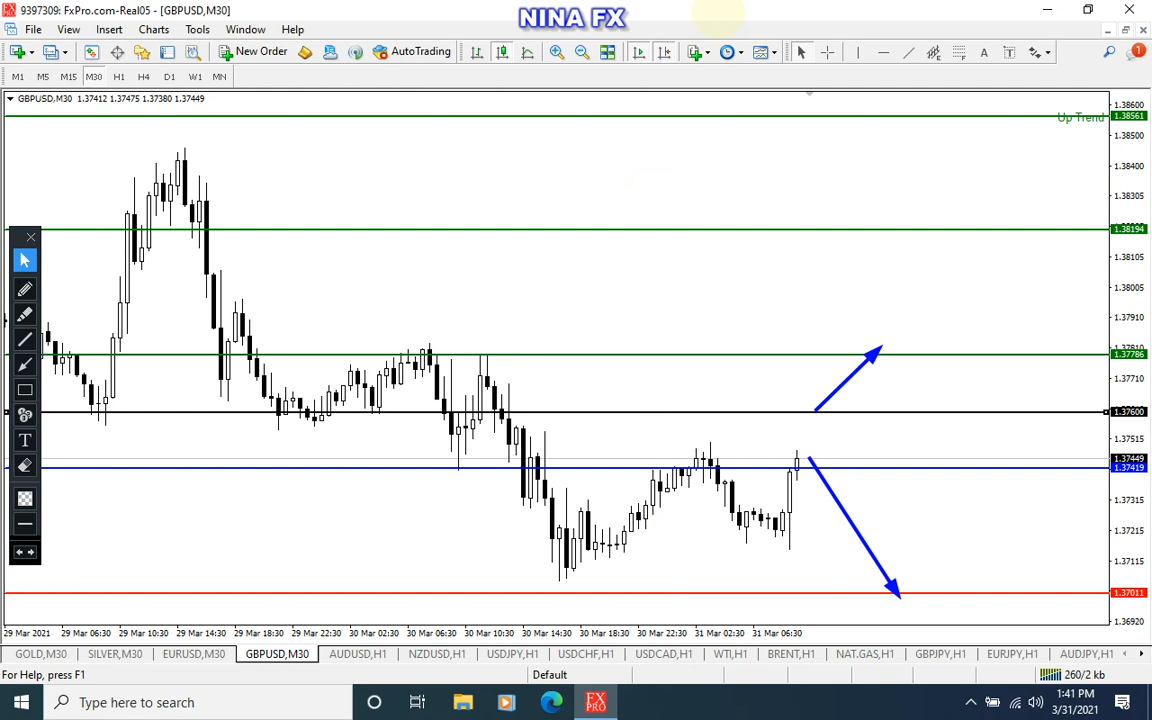 9397309: FxPro.com-Real05 - [GBPUSD,M30]
NINA FX
File View Insert Charts Tools Window Help
New Order AutoTrading
1
M1 M5 M15 M30 H1 H4 D1 W1 MN
GBPUSD,M30 1.37412 1.37475 1.37380 1.37449
1.38600
Up Trend 1.38561
1.38500
1.38400
1.38305
1.38194
1.38105
1.38005
1.37910
1.37786
1.37710
1.37600
1.37515
1.37449
1.37419
1.37315
1.37215
1.37115
1.37011
1.36920
29 Mar 2021 29 Mar 06:30 29 Mar 10:30 29 Mar 14:30 29 Mar 18:30 29 Mar 22:30 30 Mar 02:30 30 Mar 06:30 30 Mar 10:30 30 Mar 14:30 30 Mar 18:30 30 Mar 22:30 31 Mar 02:30 31 Mar 06:30
GOLD,M30 SILVER,M30 EURUSD,M30 GBPUSD,M30 AUDUSD,H1 NZDUSD,H1 USDJPY,H1 USDCHF,H1 USDCAD,H1 WTI,H1 BRENT,H1 NAT.GAS,H1 GBPJPY,H1 EURJPY,H1 AUDJPY,H1
For Help, press F1 Default 260/2 kb
Type here to search FX PRO 1:41 PM
3/31/2021